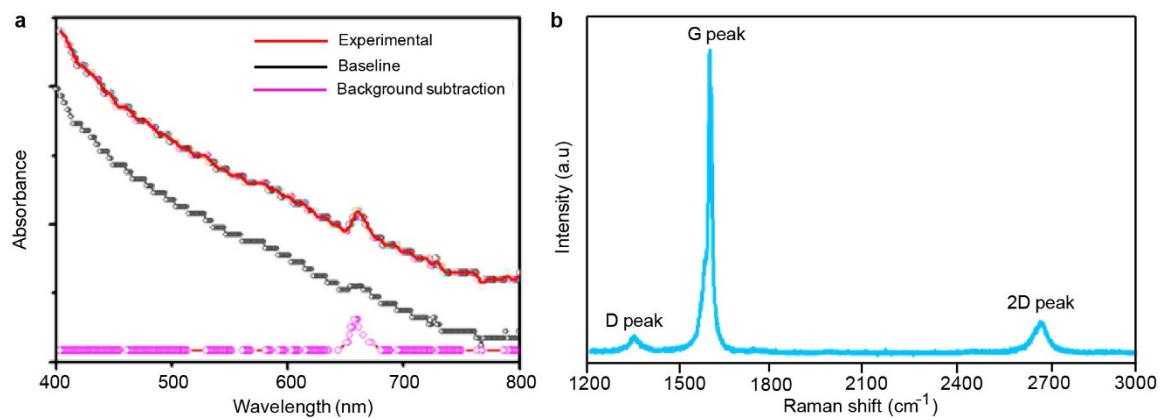 a
Experimental
Baseline
Background subtraction
Absorbance
400
500
600
700
800
Wavelength (nm)
b
G peak
D peak
2D peak
Intensity (a.u)
1200
1500
1800
2100
2400
2700
3000
Raman shift (cm⁻¹)